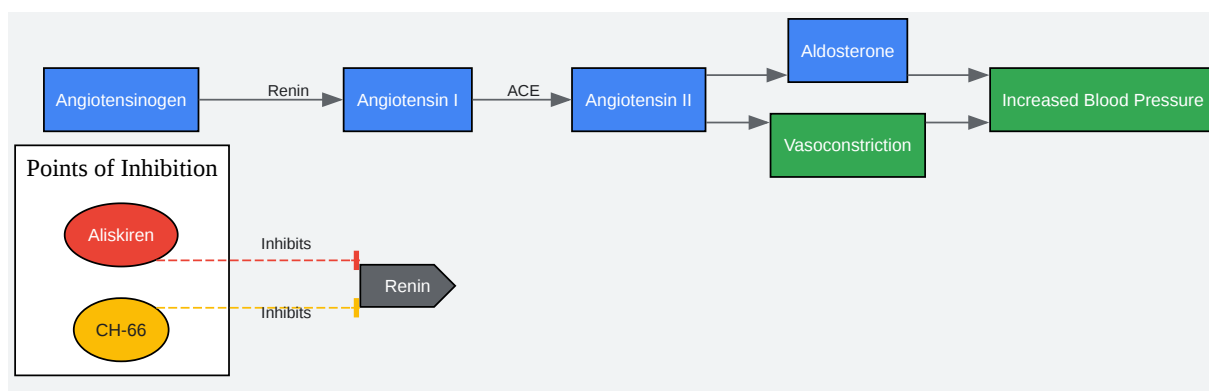 Aldosterone
Angiotensinogen
Renin
Angiotensin I
ACE
Angiotensin II
Increased Blood Pressure
Vasoconstriction
Points of Inhibition
Aliskiren
Inhibits
Renin
CH-66
Inhibits